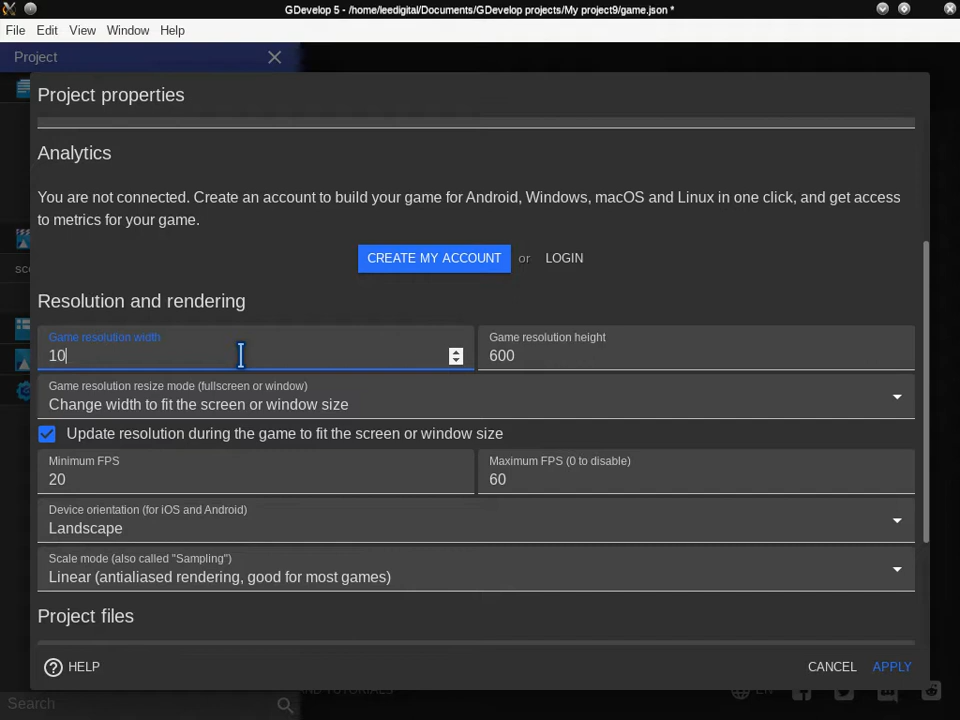 GDevelop 5 - /home/leedigital/Documents/GDevelop projects/My project9/game.json *
File Edit View Window Help
Project
Project properties
Analytics
You are not connected. Create an account to build your game for Android, Windows, macOS and Linux in one click, and get access
to metrics for your game.
CREATE MY ACCOUNT or LOGIN
Resolution and rendering
Game resolution width
10
Game resolution height
600
Game resolution resize mode (fullscreen or window)
Change width to fit the screen or window size
Update resolution during the game to fit the screen or window size
Minimum FPS
20
Maximum FPS (0 to disable)
60
Device orientation (for iOS and Android)
Landscape
Scale mode (also called "Sampling")
Linear (antialiased rendering, good for most games)
Project files
HELP
CANCEL APPLY
Search
TUTORIALS
EN